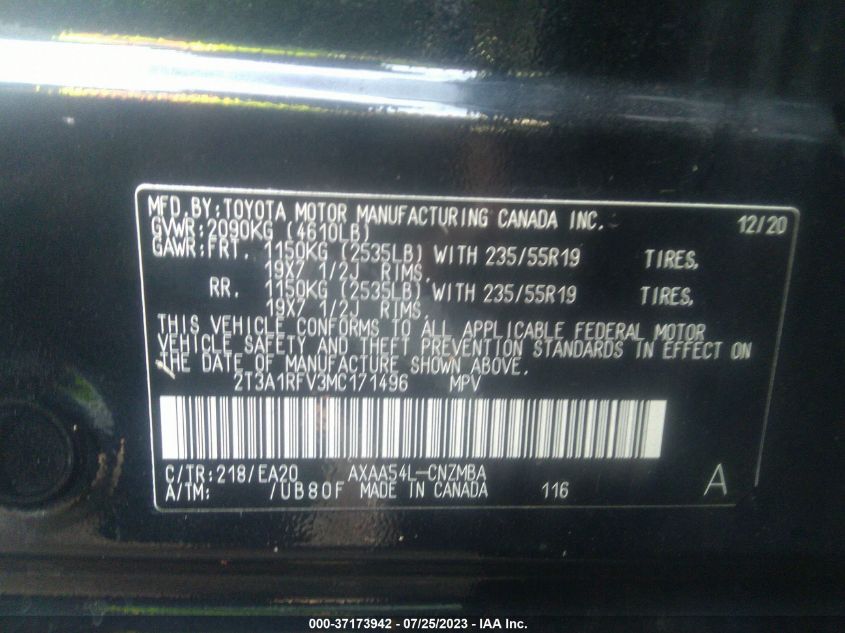 MFD.BY:TOYOTA MOTOR MANUFACTURING CANADA INC. 12/20
GVWR:2090KG (4610LB)
GAWR:FRT. 1150KG (2535LB) WITH 235/55R19 TIRES,
19X7 1/2J RIMS,
RR. 1150KG (2535LB) WITH 235/55R19 TIRES,
19X7 1/2J RIMS.
THIS VEHICLE CONFORMS TO ALL APPLICABLE FEDERAL MOTOR
VEHICLE SAFETY AND THEFT PREVENTION STANDARDS IN EFFECT ON
THE DATE OF MANUFACTURE SHOWN ABOVE.
2T3A1RFV3MC171496 MPV
C/TR:218/EA20 AXAA54L-CNZMBA
A/TM: /UB80F MADE IN CANADA 116 A
000-37173942 - 07/25/2023 - IAA Inc.